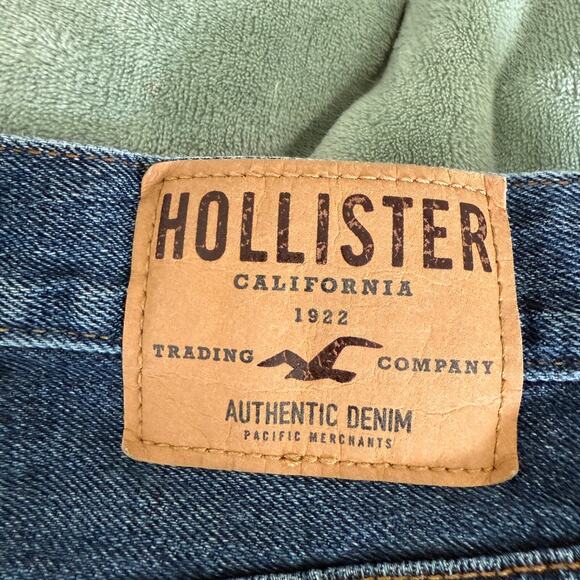 HOLLISTER
CALIFORNIA
1922
TRADING COMPANY
AUTHENTIC DENIM
PACIFIC MERCHANTS